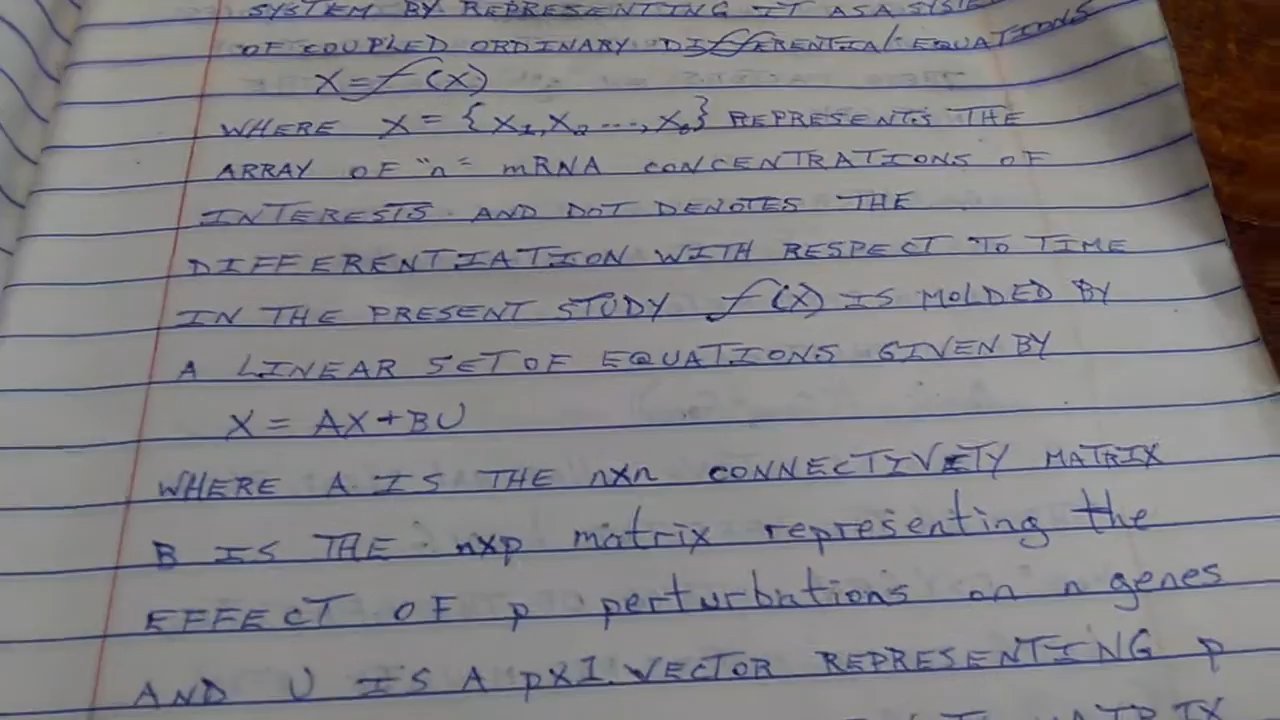 SYSTEM BY REPRESENTING IT AS A
OF COUPLED ORDINARY DIFFERENTIAL EQUATIONS
X=f(X)
WHERE X = {X1, X2 ..., Xn} REPRESENTS THE
ARRAY OF "n" mRNA CONCENTRATIONS OF
INTERESTS AND DOT DENOTES THE
DIFFERENTIATION WITH RESPECT TO TIME
IN THE PRESENT STUDY f(X) IS MOLDED BY
A LINEAR SET OF EQUATIONS GIVEN BY
X = AX+BU
WHERE A IS THE nxn CONNECTIVITY MATRIX
B IS THE nxp matrix representing the
EFFECT OF p perturbations on n genes
AND U IS A pX1 VECTOR REPRESENTING p
MATRIX